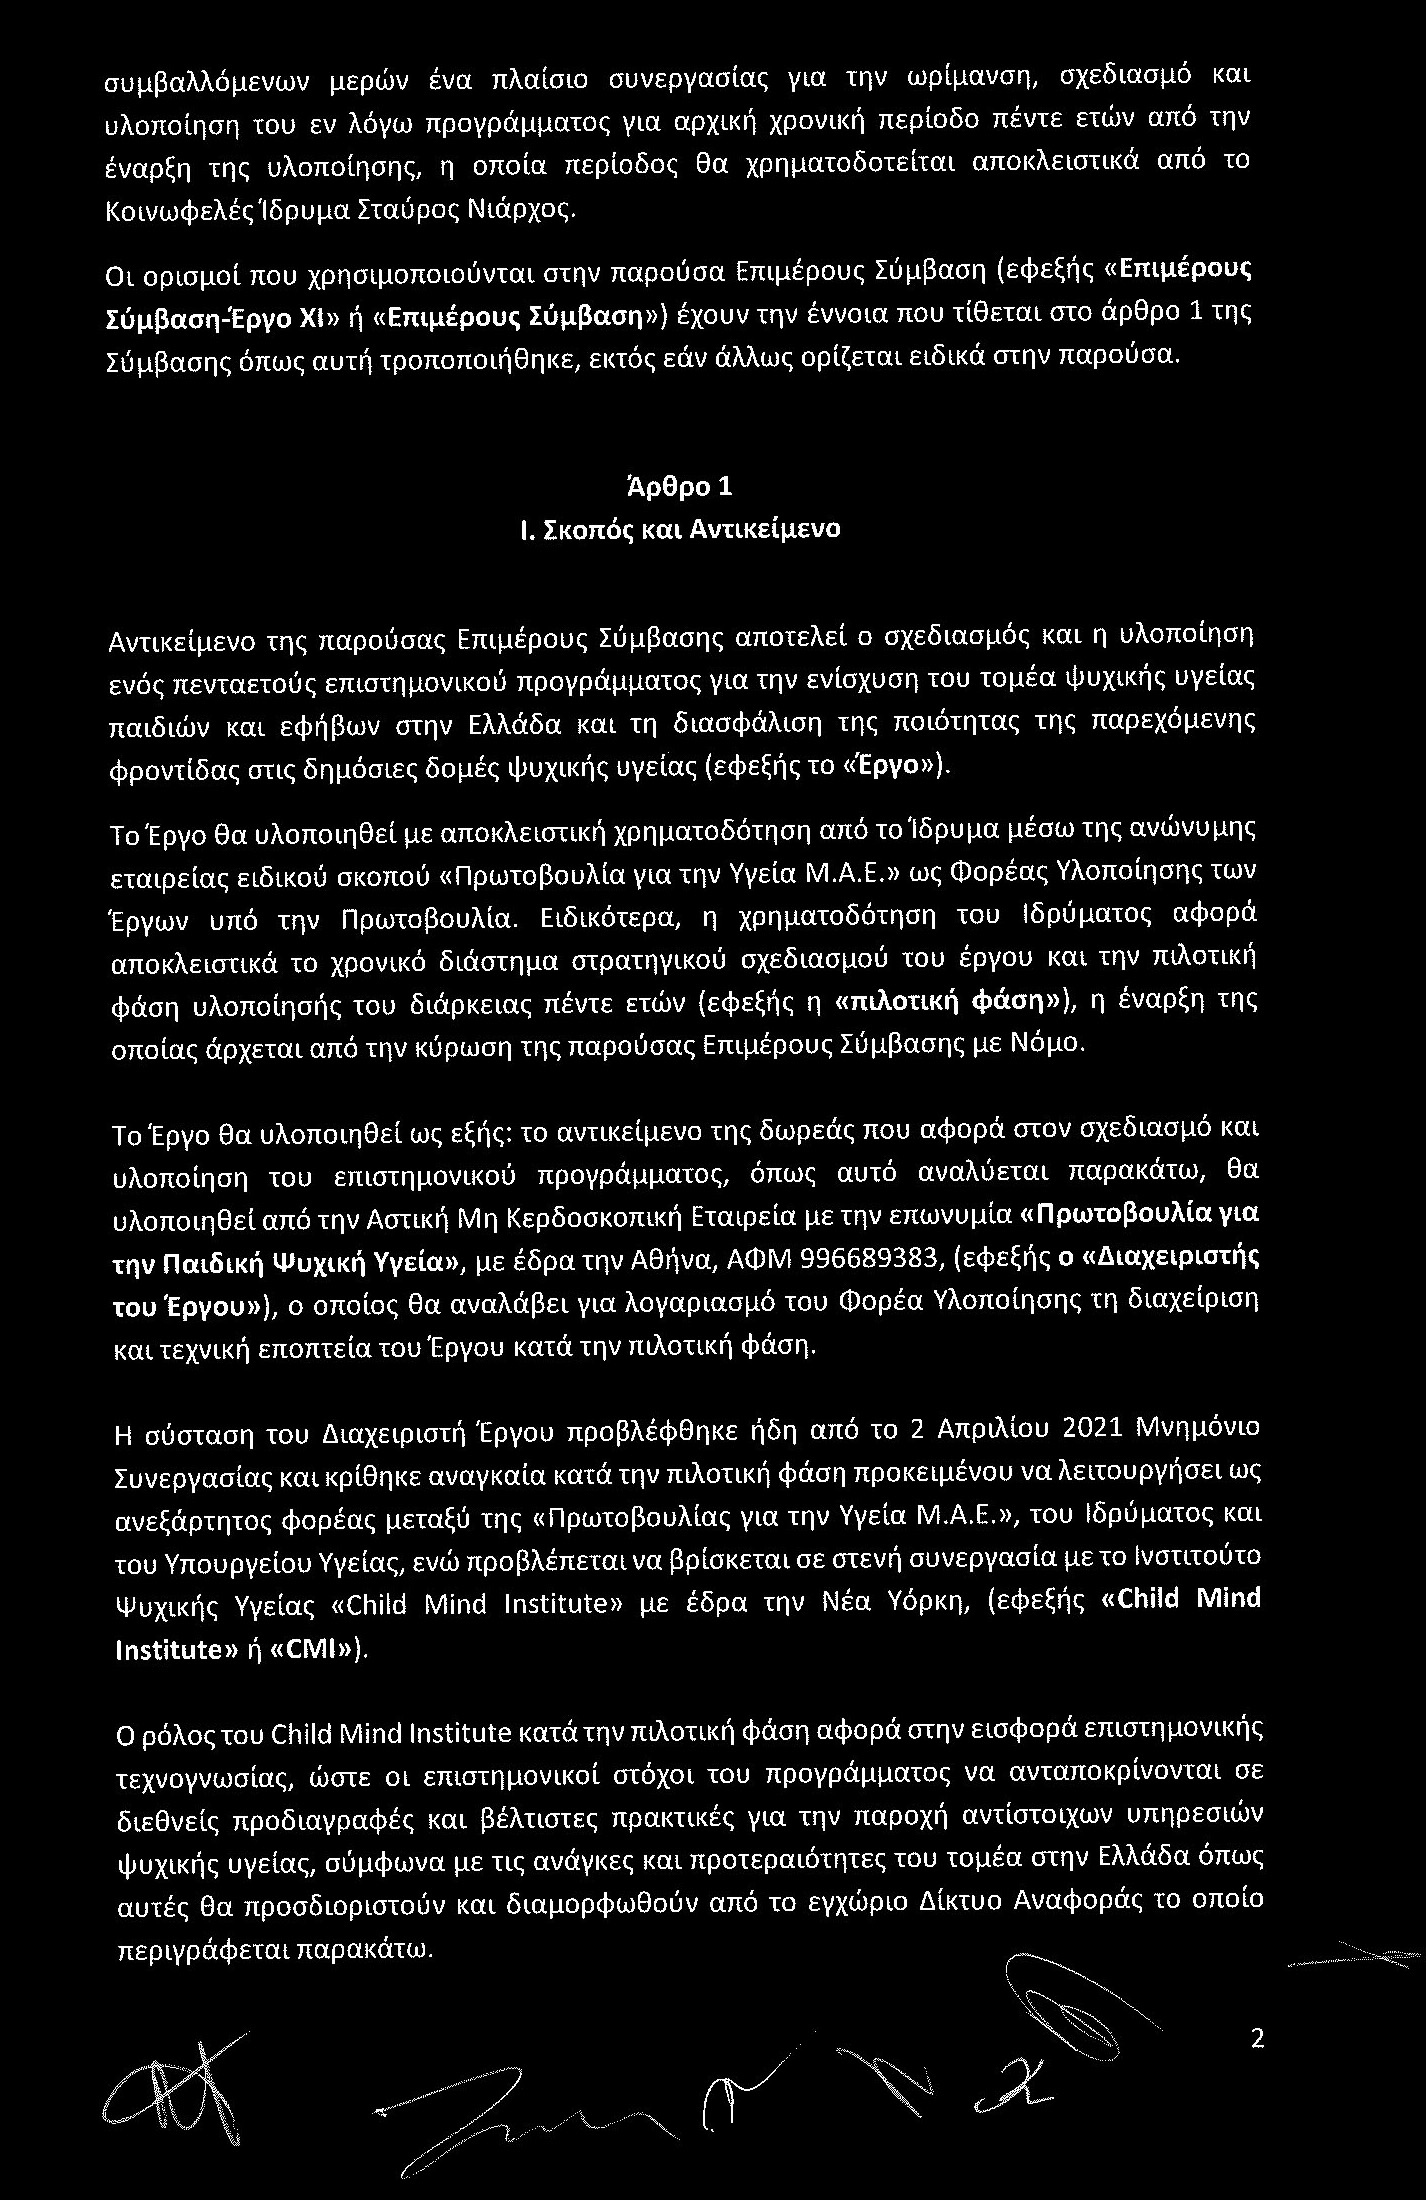 συμβαλλόμενων μερών ένα πλαίσιο συνεργασίας για την ωρίμανση, σχεδιασμό και
υλοποίηση του εν λόγω προγράμματος για αρχική χρονική περίοδο πέντε ετών από την
έναρξη της υλοποίησης, η οποία περίοδος θα χρηματοδοτείται αποκλειστικά από το
Κοινωφελές Ίδρυμα Σταύρος Νιάρχος.
Οι ορισμοί που χρησιμοποιούνται στην παρούσα Επιμέρους Σύμβαση (εφεξής «Επιμέρους
Σύμβαση-Έργο XI» ή «Επιμέρους Σύμβαση») έχουν την έννοια που τίθεται στο άρθρο 1 της
Σύμβασης όπως αυτή τροποποιήθηκε, εκτός εάν άλλως ορίζεται ειδικά στην παρούσα.
Άρθρο 1
I. Σκοπός και Αντικείμενο
Αντικείμενο της παρούσας Επιμέρους Σύμβασης αποτελεί ο σχεδιασμός και η υλοποίηση
ενός πενταετούς επιστημονικού προγράμματος για την ενίσχυση του τομέα ψυχικής υγείας
παιδιών και εφήβων στην Ελλάδα και τη διασφάλιση της ποιότητας της παρεχόμενης
φροντίδας στις δημόσιες δομές ψυχικής υγείας (εφεξής το «Έργο»).
Το Έργο θα υλοποιηθεί με αποκλειστική χρηματοδότηση από το Ίδρυμα μέσω της ανώνυμης
εταιρείας ειδικού σκοπού «Πρωτοβουλία για την Υγεία Μ.Α.Ε.» ως Φορέας Υλοποίησης των
Έργων υπό την Πρωτοβουλία. Ειδικότερα, η χρηματοδότηση του Ιδρύματος αφορά
αποκλειστικά το χρονικό διάστημα στρατηγικού σχεδιασμού του έργου και την πιλοτική
φάση υλοποίησής του διάρκειας πέντε ετών (εφεξής η «πιλοτική φάση»), η έναρξη της
οποίας άρχεται από την κύρωση της παρούσας Επιμέρους Σύμβασης με Νόμο.
Το Έργο θα υλοποιηθεί ως εξής: το αντικείμενο της δωρεάς που αφορά στον σχεδιασμό και
υλοποίηση του επιστημονικού προγράμματος, όπως αυτό αναλύεται παρακάτω, θα
υλοποιηθεί από την Αστική Μη Κερδοσκοπική Εταιρεία με την επωνυμία «Πρωτοβουλία για
την Παιδική Ψυχική Υγεία», με έδρα την Αθήνα, ΑΦΜ 996689383, (εφεξής ο «Διαχειριστής
του Έργου»), ο οποίος θα αναλάβει για λογαριασμό του Φορέα Υλοποίησης τη διαχείριση
και τεχνική εποπτεία του Έργου κατά την πιλοτική φάση.
Η σύσταση του Διαχειριστή Έργου προβλέφθηκε ήδη από το 2 Απριλίου 2021 Μνημόνιο
Συνεργασίας και κρίθηκε αναγκαία κατά την πιλοτική φάση προκειμένου να λειτουργήσει ως
ανεξάρτητος φορέας μεταξύ της «Πρωτοβουλίας για την Υγεία Μ.Α.Ε.», του Ιδρύματος και
του Υπουργείου Υγείας, ενώ προβλέπεται να βρίσκεται σε στενή συνεργασία με το Ινστιτούτο
Ψυχικής Υγείας «Child Mind Institute» με έδρα την Νέα Υόρκη, (εφεξής «Child Mind
Institute» ή «CMI»).
Ο ρόλος του Child Mind Institute κατά την πιλοτική φάση αφορά στην εισφορά επιστημονικής
τεχνογνωσίας, ώστε οι επιστημονικοί στόχοι του προγράμματος να ανταποκρίνονται σε
διεθνείς προδιαγραφές και βέλτιστες πρακτικές για την παροχή αντίστοιχων υπηρεσιών
ψυχικής υγείας, σύμφωνα με τις ανάγκες και προτεραιότητες του τομέα στην Ελλάδα όπως
αυτές θα προσδιοριστούν και διαμορφωθούν από το εγχώριο Δίκτυο Αναφοράς το οποίο
περιγράφεται παρακάτω.
2